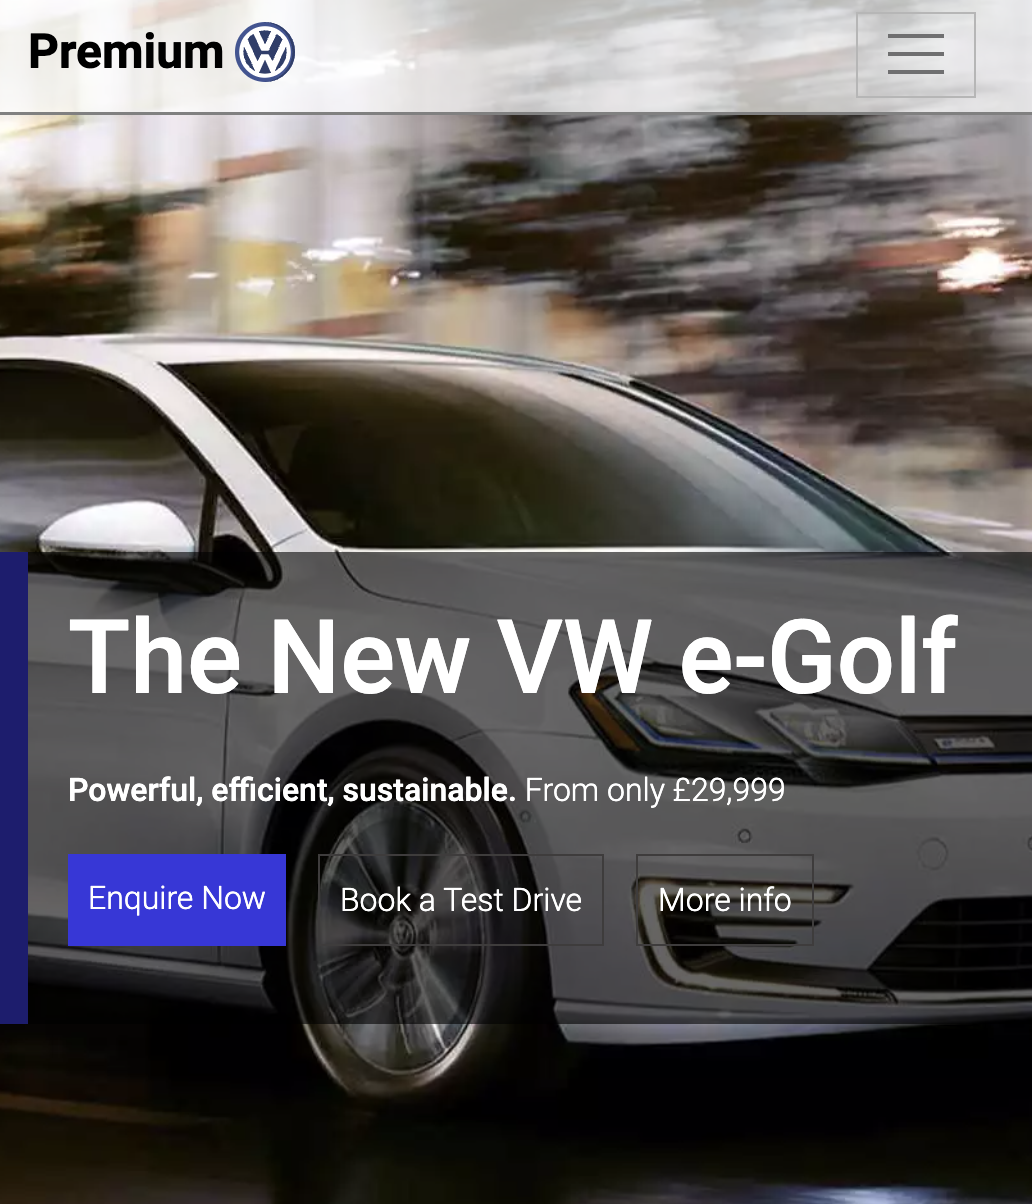 Premium
The New VW e-Golf
Powerful, efficient, sustainable. From only £29,999
Enquire Now
Book a Test Drive
More info